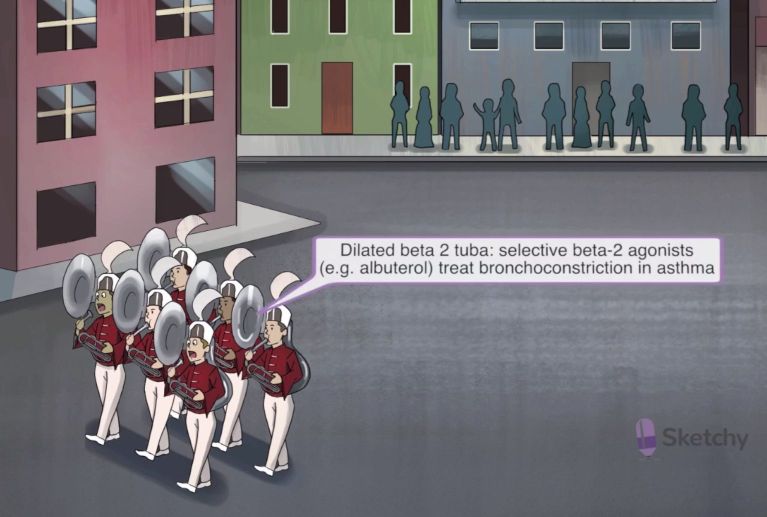 Dilated beta 2 tuba: selective beta-2 agonists
(e.g. albuterol) treat bronchoconstriction in asthma
Sketchy